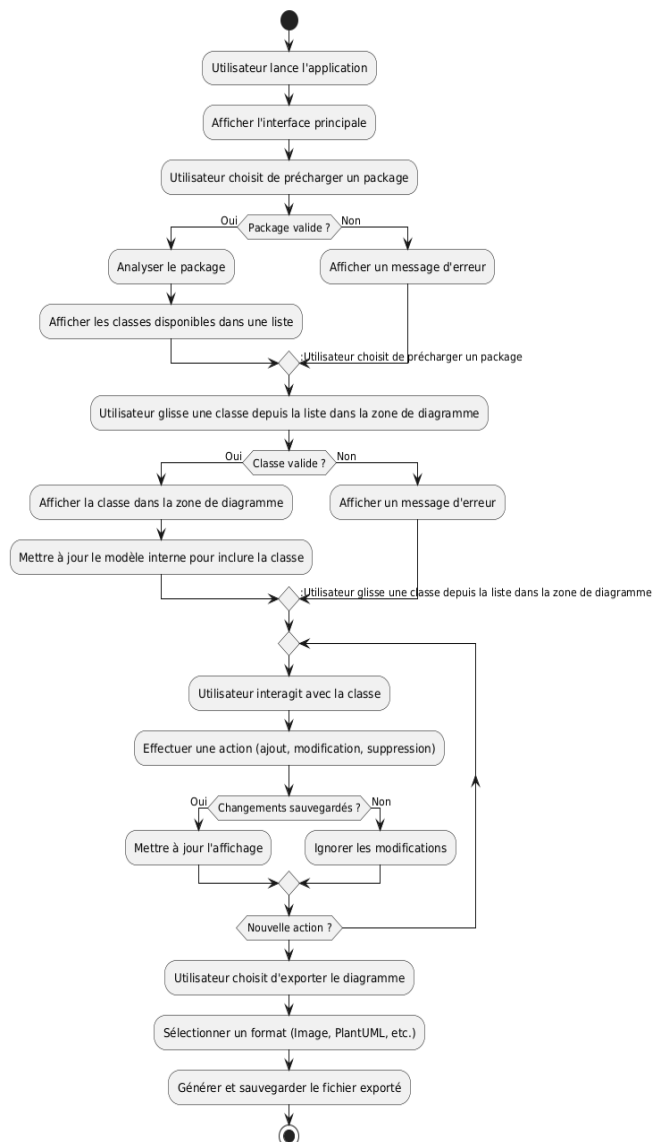 Utilisateur lance l'application
Afficher l'interface principale
Utilisateur choisit de précharger un package
Oui
Package valide ?
Non
Analyser le package
Afficher un message d'erreur
Afficher les classes disponibles dans une liste
:Utilisateur choisit de précharger un package
Utilisateur glisse une classe depuis la liste dans la zone de diagramme
Oui
Classe valide ?
Non
Afficher la classe dans la zone de diagramme
Afficher un message d'erreur
Mettre à jour le modèle interne pour inclure la classe
:Utilisateur glisse une classe depuis la liste dans la zone de diagramme
Utilisateur interagit avec la classe
Effectuer une action (ajout, modification, suppression)
Oui
Changements sauvegardés ?
Non
Mettre à jour l'affichage
Ignorer les modifications
Nouvelle action ?
Utilisateur choisit d'exporter le diagramme
Sélectionner un format (Image, PlantUML, etc.)
Générer et sauvegarder le fichier exporté